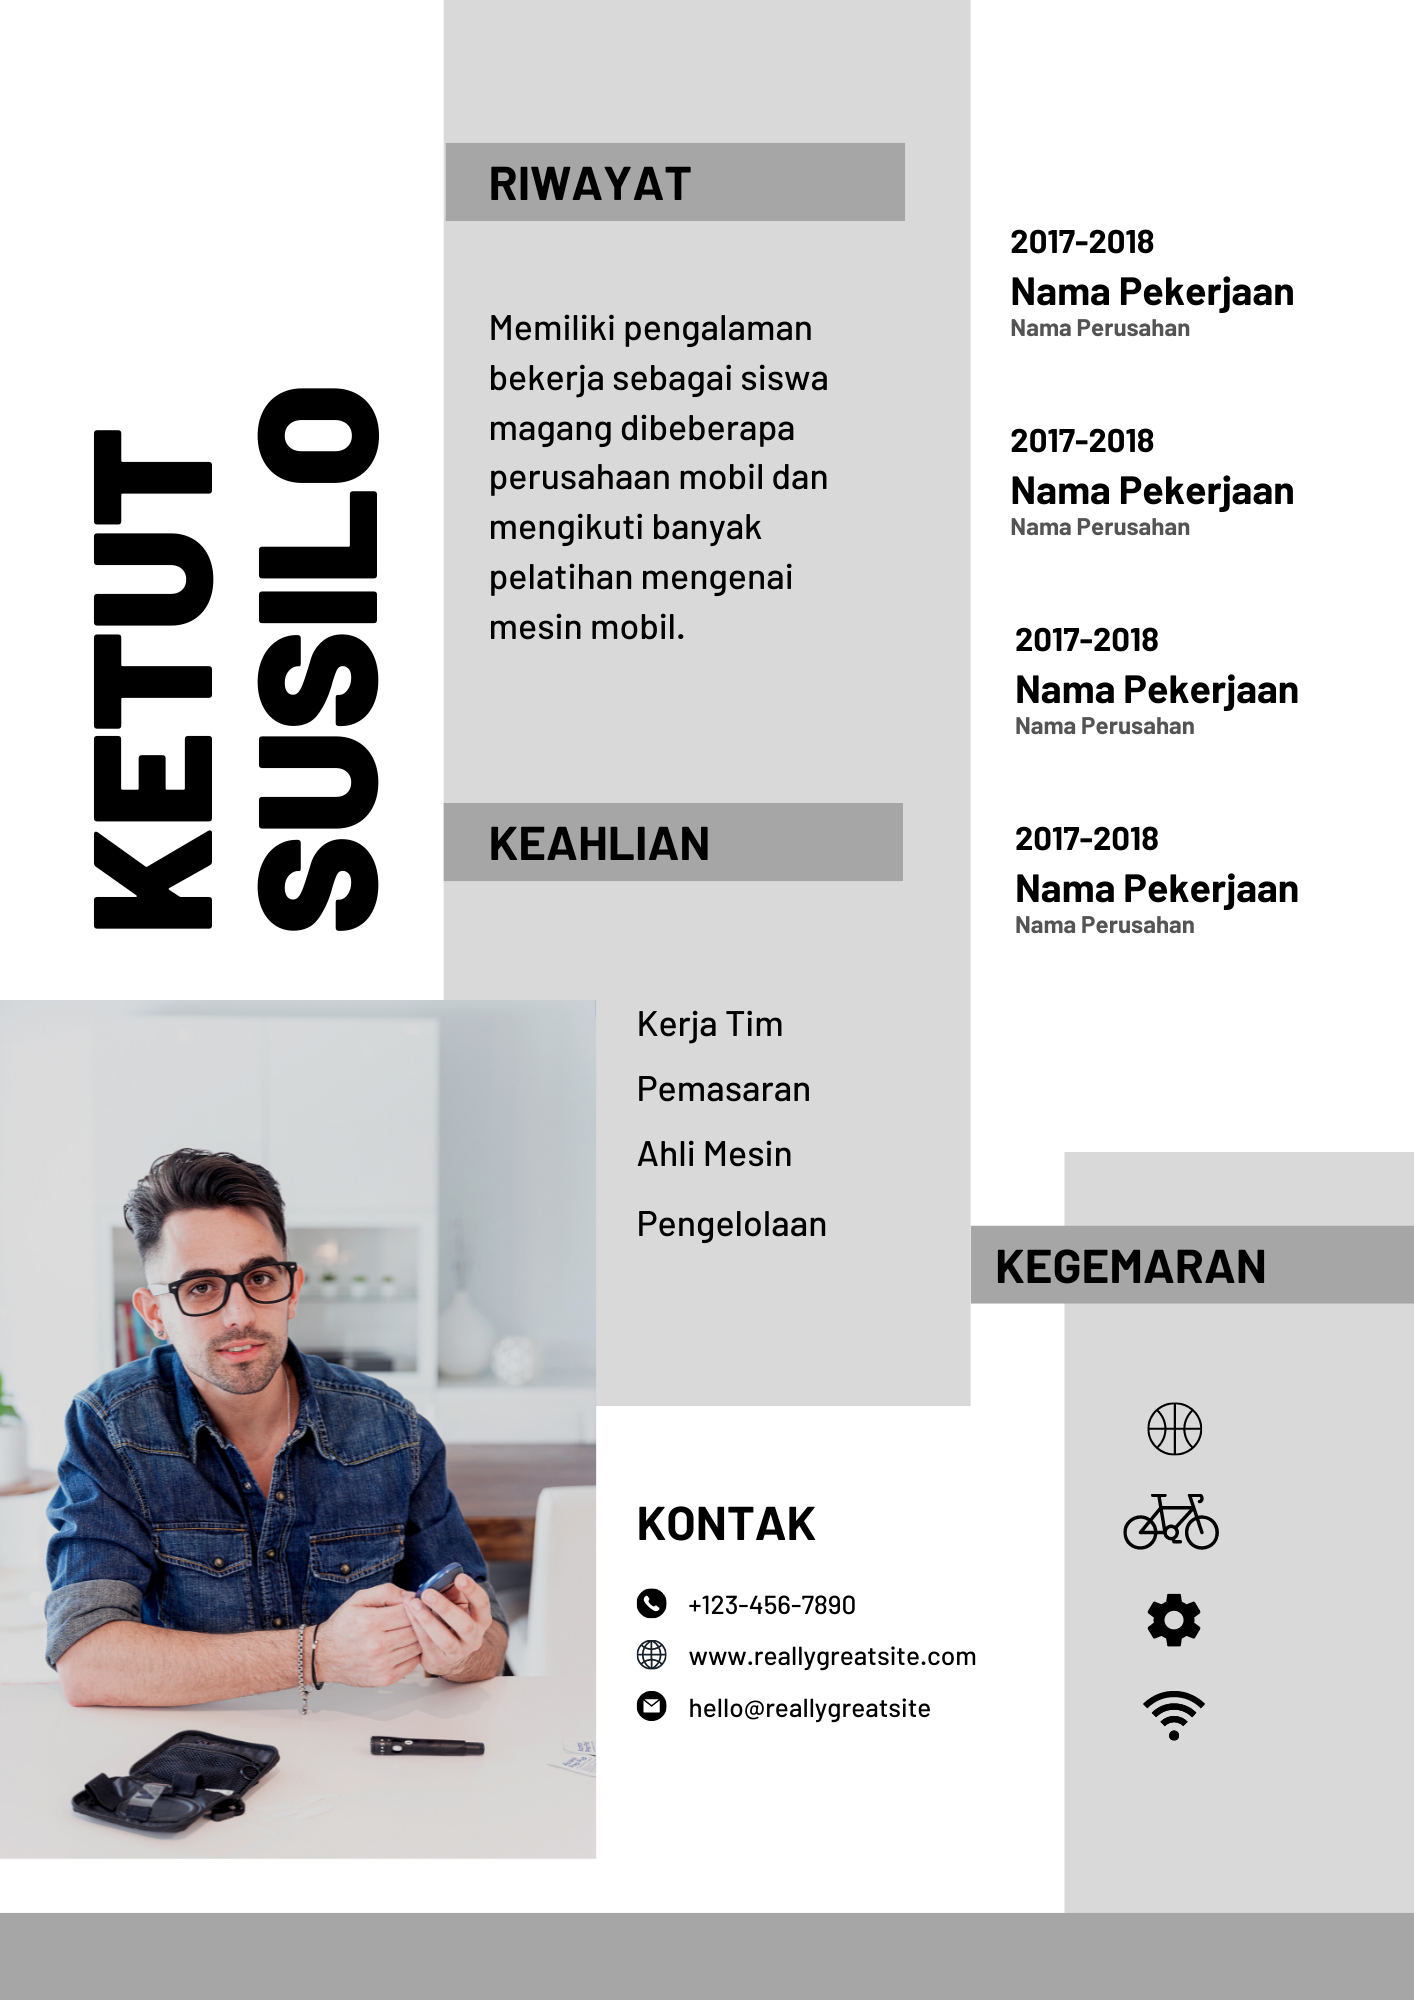 KETUT
SUSILO
RIWAYAT
Memiliki pengalaman
bekerja sebagai siswa
magang dibeberapa
perusahaan mobil dan
mengikuti banyak
pelatihan mengenai
mesin mobil.
KEAHLIAN
Kerja Tim
Pemasaran
Ahli Mesin
Pengelolaan
2017-2018
Nama Pekerjaan
Nama Perusahan
2017-2018
Nama Pekerjaan
Nama Perusahan
2017-2018
Nama Pekerjaan
Nama Perusahan
2017-2018
Nama Pekerjaan
Nama Perusahan
KEGEMARAN
KONTAK
+123-456-7890
www.reallygreatsite.com
hello@reallygreatsite